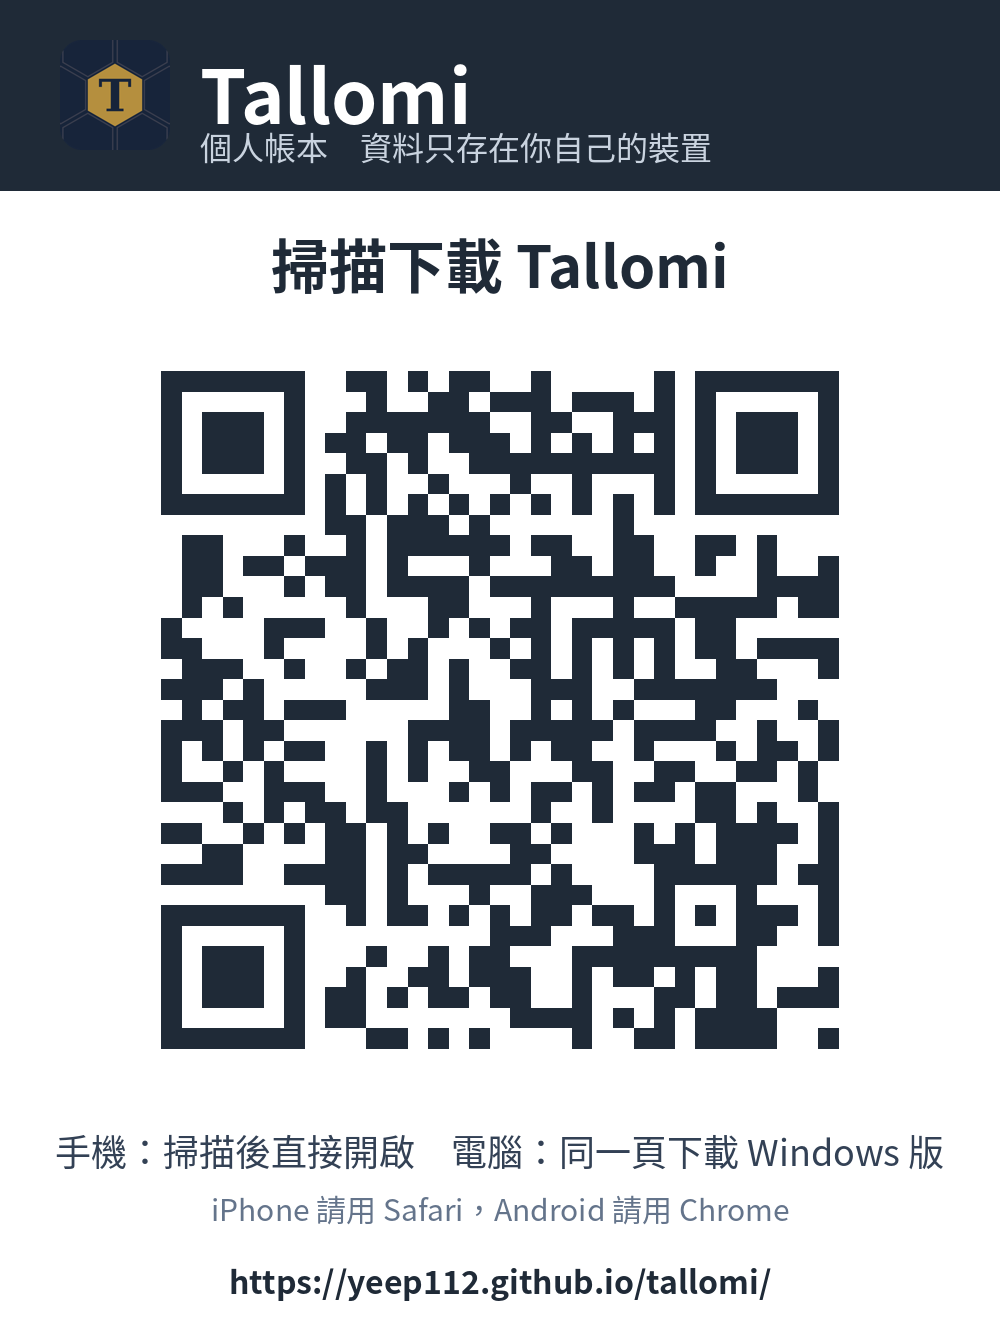 T
Tallomi
個人帳本　資料只存在你自己的裝置
掃描下載 Tallomi
手機：掃描後直接開啟　電腦：同一頁下載 Windows 版
iPhone 請用 Safari，Android 請用 Chrome
https://yeep112.github.io/tallomi/